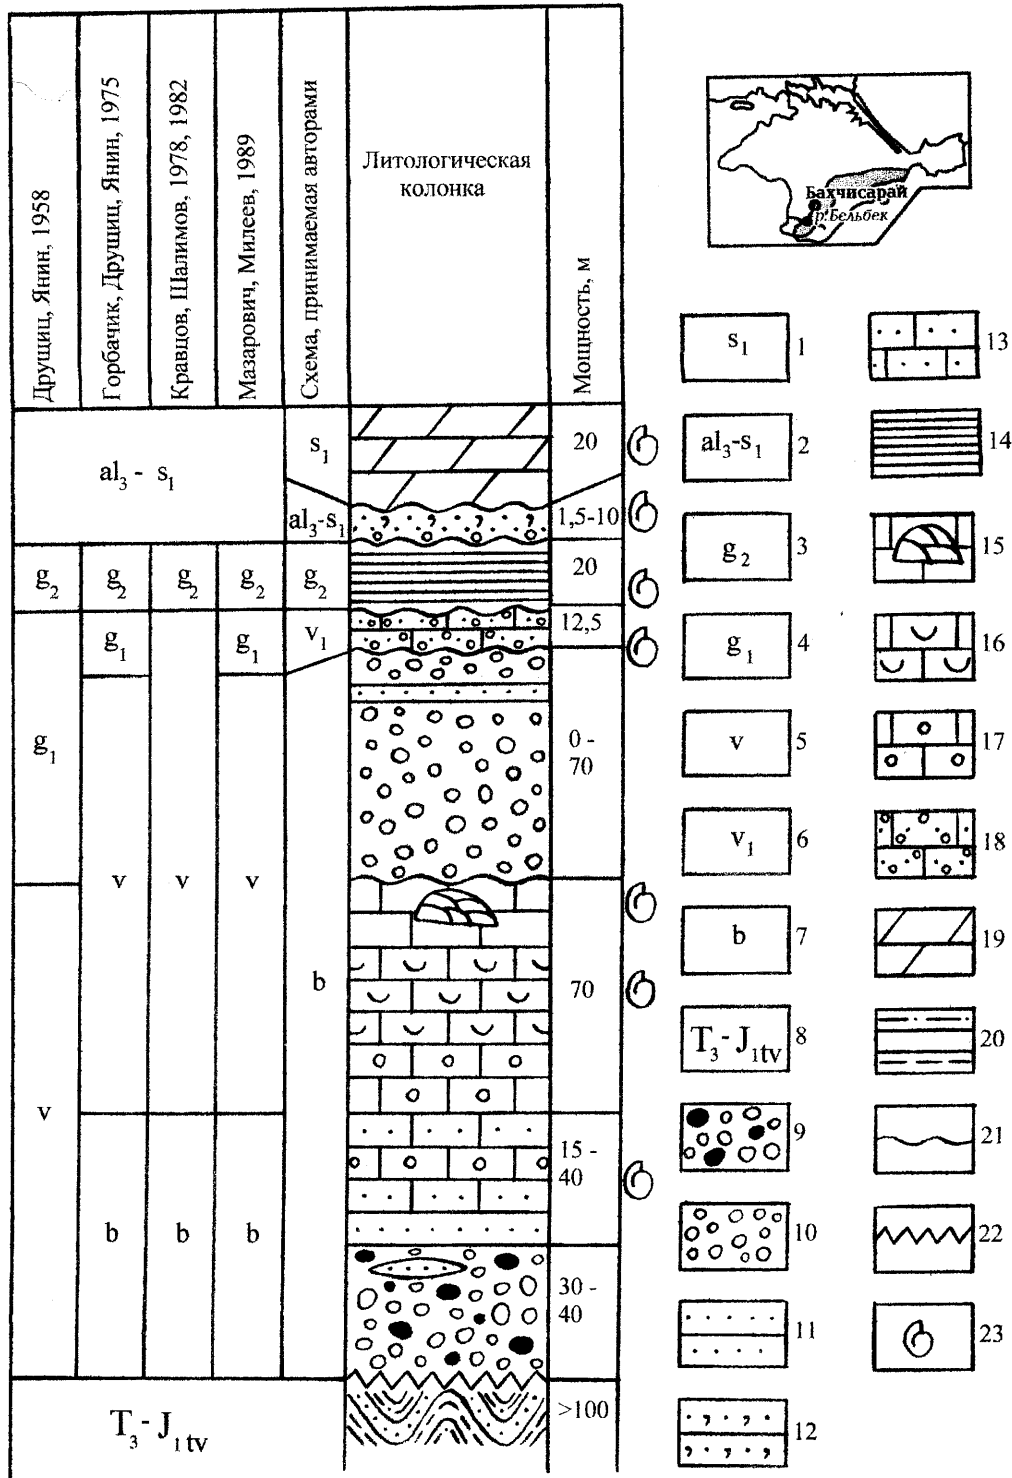 Друщиц, Янин, 1958
Горбачик, Друщиц, Янин, 1975
Кравцов, Шалимов, 1978, 1982
Мазарович, Милеев, 1989
Схема, принимаемая авторами
Литологическая
колонка
Мощность, м
Бахчисарай
р.Бельбек
al₃ - s₁
s₁
20
al₃-s₁
1,5-10
g₂
g₂
g₂
g₂
g₂
20
g₁
g₁
v₁
12,5
g₁
0 -
70
v
v
v
b
70
v
15 -
40
b
b
b
30 -
40
T₃ - J₁ tv
>100
s₁ 1
al₃-s₁ 2
g₂ 3
g₁ 4
v 5
v₁ 6
b 7
T₃- J₁tv 8
9
10
11
12
13
14
15
16
17
18
19
20
21
22
23